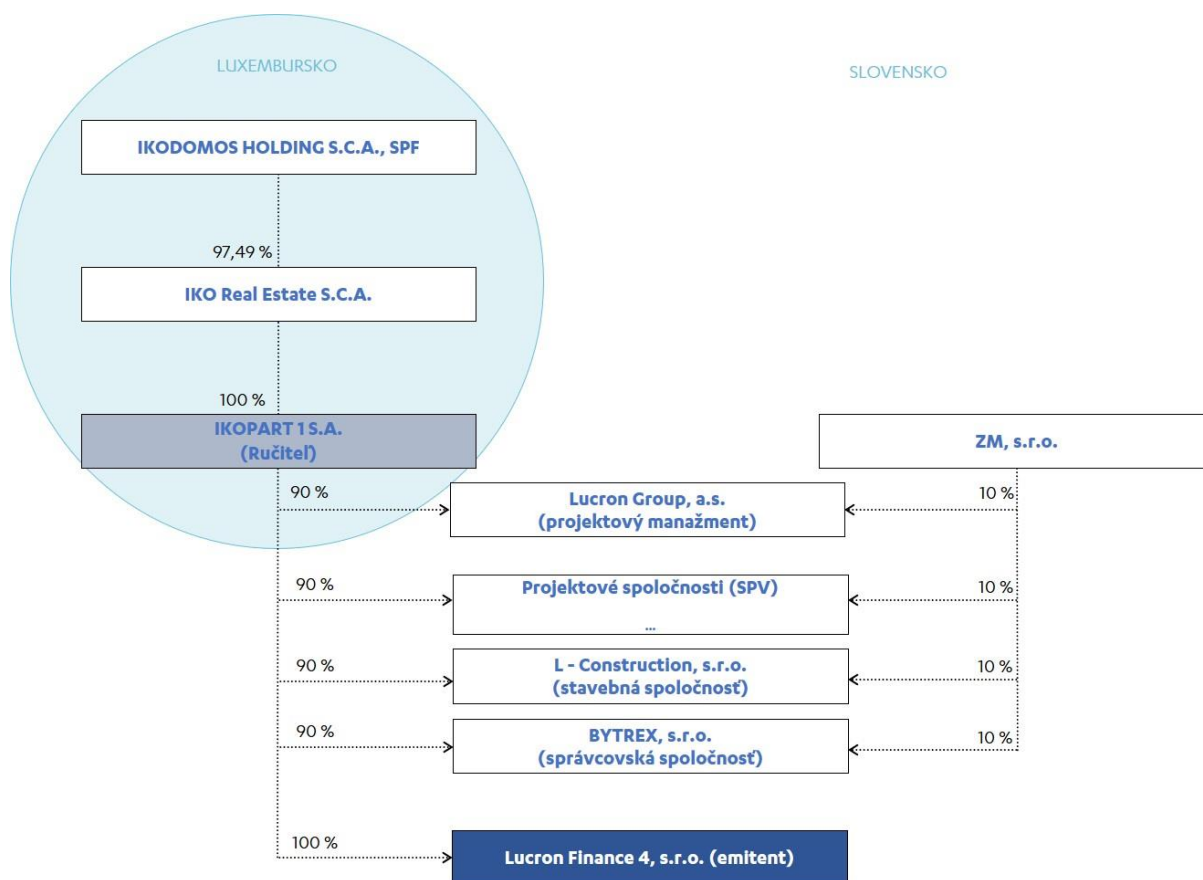 LUXEMBURSKO
SLOVENSKO
IKODOMOS HOLDING S.C.A., SPF
97,49 %
IKO Real Estate S.C.A.
100 %
IKOPART 1 S.A.
(Ručiteľ)
ZM, s.r.o.
90 %
Lucron Group, a.s.
(projektový manažment)
10 %
90 %
Projektové spoločnosti (SPV)
...
10 %
90 %
L - Construction, s.r.o.
(stavebná spoločnosť)
10 %
90 %
BYTREX, s.r.o.
(správcovská spoločnosť)
10 %
100 %
Lucron Finance 4, s.r.o. (emitent)